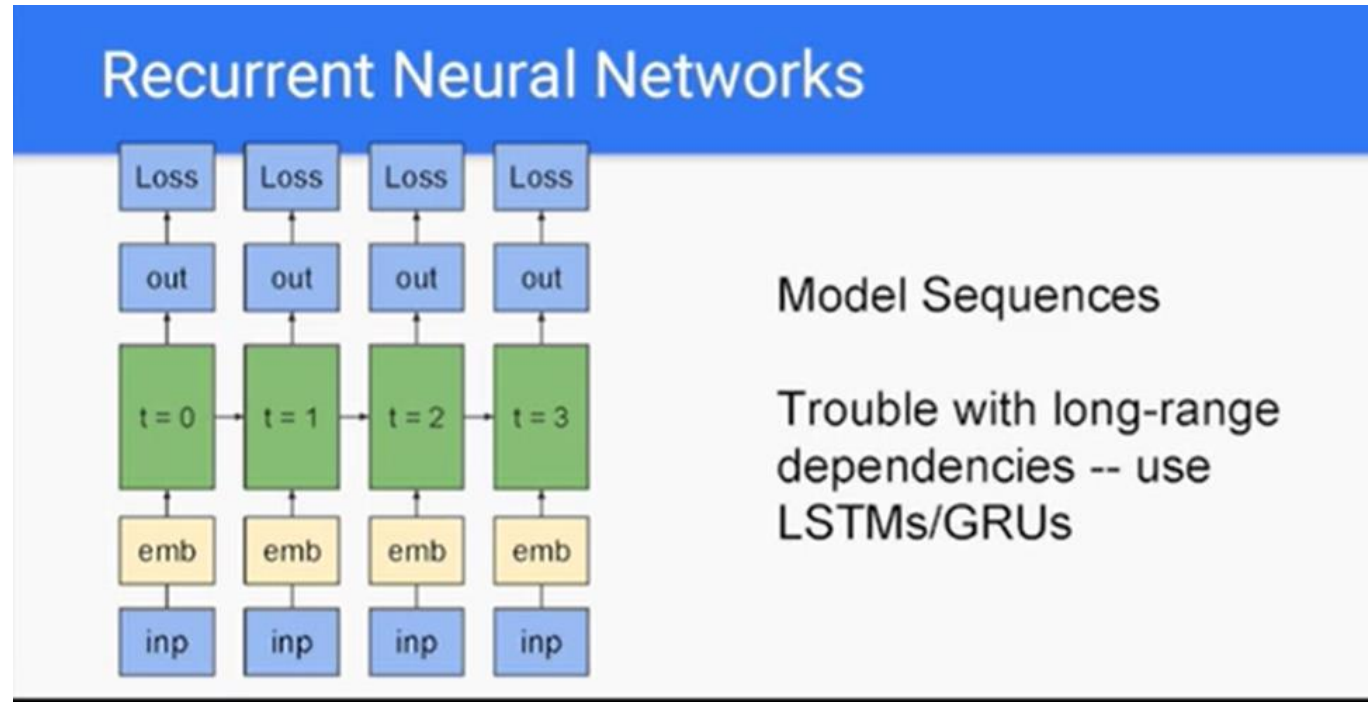 Recurrent Neural Networks
Loss Loss Loss Loss
out out out out
t = 0 t = 1 t = 2 t = 3
emb emb emb emb
inp inp inp inp
Model Sequences
Trouble with long-range
dependencies -- use
LSTMs/GRUs